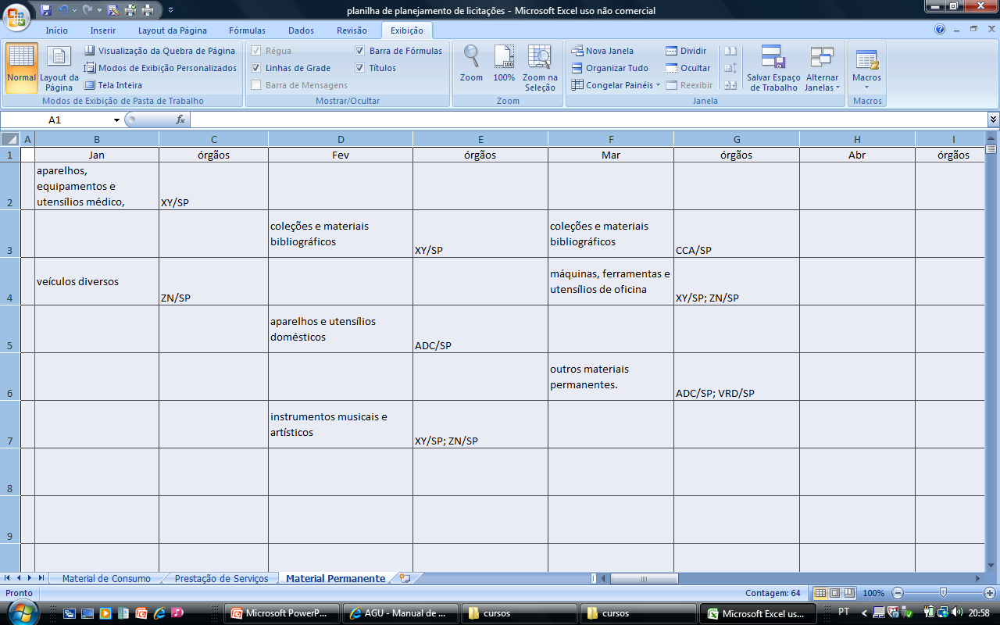 planilha de planejamento de licitações - Microsoft Excel uso não comercial
Início Inserir Layout da Página Fórmulas Dados Revisão Exibição
Normal
Layout da
Página
Visualização da Quebra de Página
Modos de Exibição Personalizados
Tela Inteira
Modos de Exibição de Pasta de Trabalho
Régua
Linhas de Grade
Barra de Mensagens
Barra de Fórmulas
Títulos
Mostrar/Ocultar
Zoom
100%
Zoom na
Seleção
Zoom
Nova Janela
Organizar Tudo
Congelar Painéis
Dividir
Ocultar
Reexibir
Salvar Espaço
de Trabalho
Alternar
Janelas
Janela
Macros
Macros
A1
fx
A B C D E F G H I
1 Jan órgãos Fev órgãos Mar órgãos Abr órgãos
2
aparelhos,
equipamentos e
utensílios médico,
XY/SP
3
coleções e materiais
bibliográficos
XY/SP
coleções e materiais
bibliográficos
CCA/SP
4
veículos diversos
ZN/SP
máquinas, ferramentas e
utensílios de oficina
XY/SP; ZN/SP
5
aparelhos e utensílios
domésticos
ADC/SP
6
outros materiais
permanentes.
ADC/SP; VRD/SP
7
instrumentos musicais e
artísticos
XY/SP; ZN/SP
8
9
Material de Consumo Prestação de Serviços Material Permanente
Pronto Contagem: 64 100%
Microsoft PowerP... AGU - Manual de ... cursos cursos Microsoft Excel us... PT 20:58